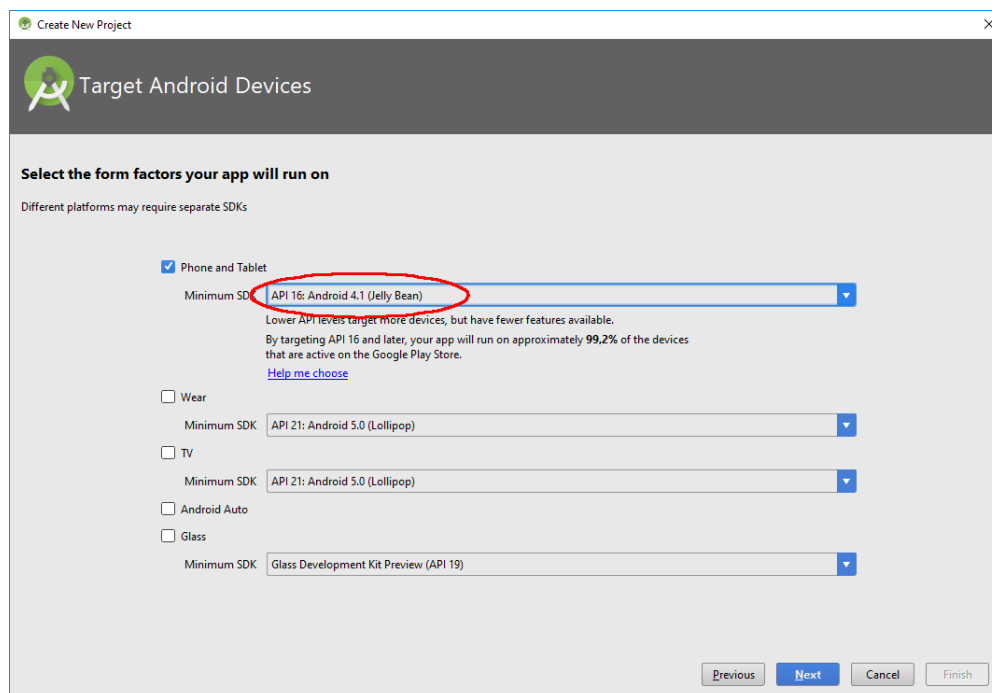 Create New Project
Target Android Devices
Select the form factors your app will run on
Different platforms may require separate SDKs
Phone and Tablet
Minimum SD API 16: Android 4.1 (Jelly Bean)
Lower API levels target more devices, but have fewer features available.
By targeting API 16 and later, your app will run on approximately 99,2% of the devices
that are active on the Google Play Store.
Help me choose
Wear
Minimum SDK API 21: Android 5.0 (Lollipop)
TV
Minimum SDK API 21: Android 5.0 (Lollipop)
Android Auto
Glass
Minimum SDK Glass Development Kit Preview (API 19)
Previous Next Cancel Finish